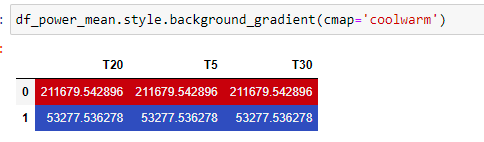 df_power_mean.style.background_gradient(cmap='coolwarm')
T20 T5 T30
0 211679.542896 211679.542896 211679.542896
1 53277.536278 53277.536278 53277.536278